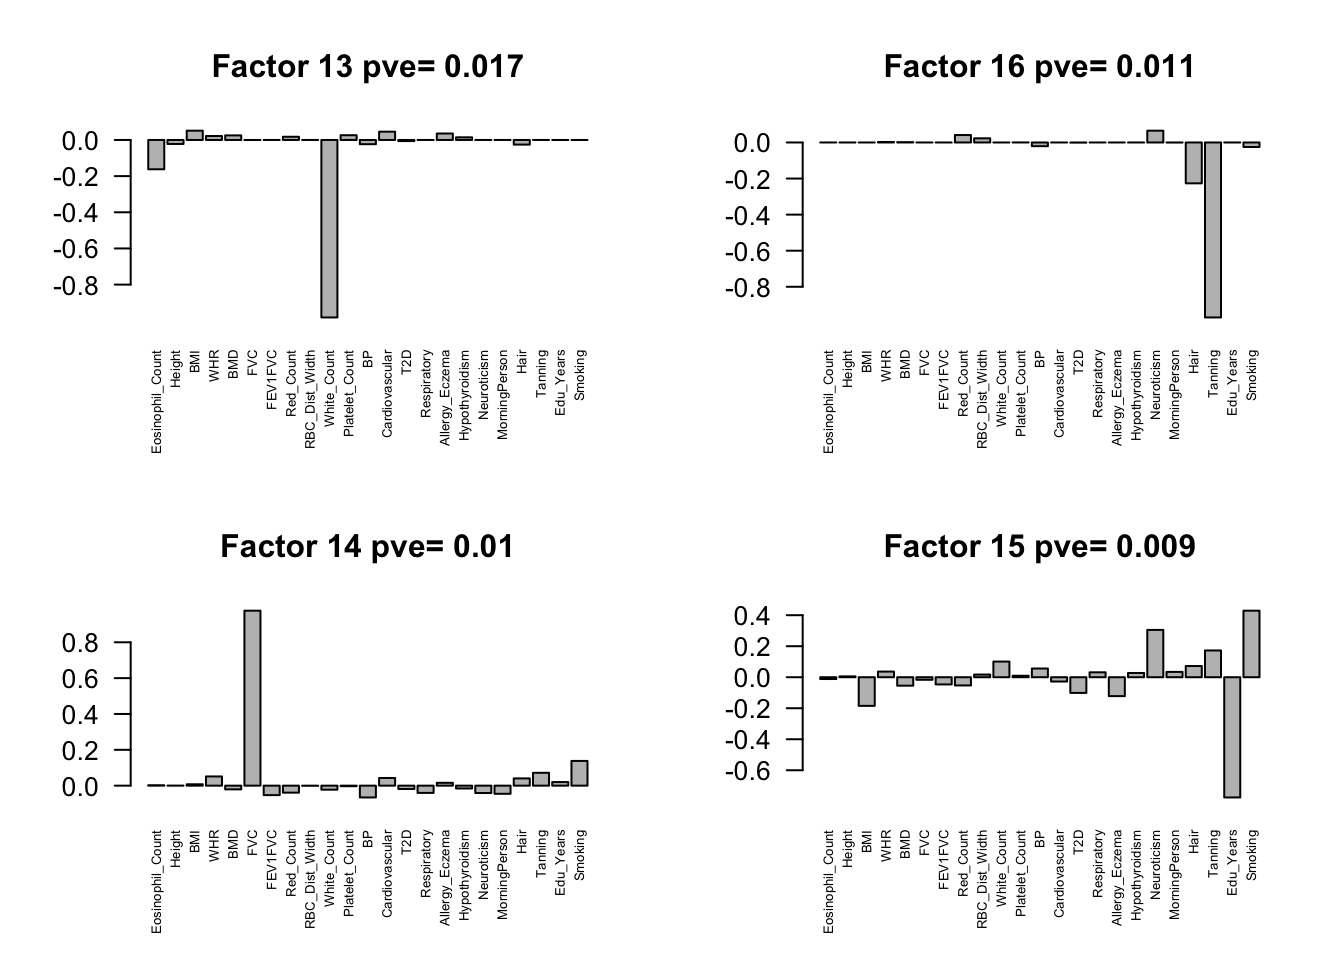 Factor 13 pve= 0.017
0.0
-0.2
-0.4
-0.6
-0.8
Eosinophil_Count
Height
BMI
WHR
BMD
FVC
FEV1FVC
Red_Count
RBC_Dist_Width
White_Count
Platelet_Count
BP
Cardiovascular
T2D
Respiratory
Allergy_Eczema
Hypothyroidism
Neuroticism
MorningPerson
Hair
Tanning
Edu_Years
Smoking
Factor 16 pve= 0.011
0.0
-0.2
-0.4
-0.6
-0.8
Eosinophil_Count
Height
BMI
WHR
BMD
FVC
FEV1FVC
Red_Count
RBC_Dist_Width
White_Count
Platelet_Count
BP
Cardiovascular
T2D
Respiratory
Allergy_Eczema
Hypothyroidism
Neuroticism
MorningPerson
Hair
Tanning
Edu_Years
Smoking
Factor 14 pve= 0.01
0.8
0.6
0.4
0.2
0.0
Eosinophil_Count
Height
BMI
WHR
BMD
FVC
FEV1FVC
Red_Count
RBC_Dist_Width
White_Count
Platelet_Count
BP
Cardiovascular
T2D
Respiratory
Allergy_Eczema
Hypothyroidism
Neuroticism
MorningPerson
Hair
Tanning
Edu_Years
Smoking
Factor 15 pve= 0.009
0.4
0.2
0.0
-0.2
-0.4
-0.6
Eosinophil_Count
Height
BMI
WHR
BMD
FVC
FEV1FVC
Red_Count
RBC_Dist_Width
White_Count
Platelet_Count
BP
Cardiovascular
T2D
Respiratory
Allergy_Eczema
Hypothyroidism
Neuroticism
MorningPerson
Hair
Tanning
Edu_Years
Smoking